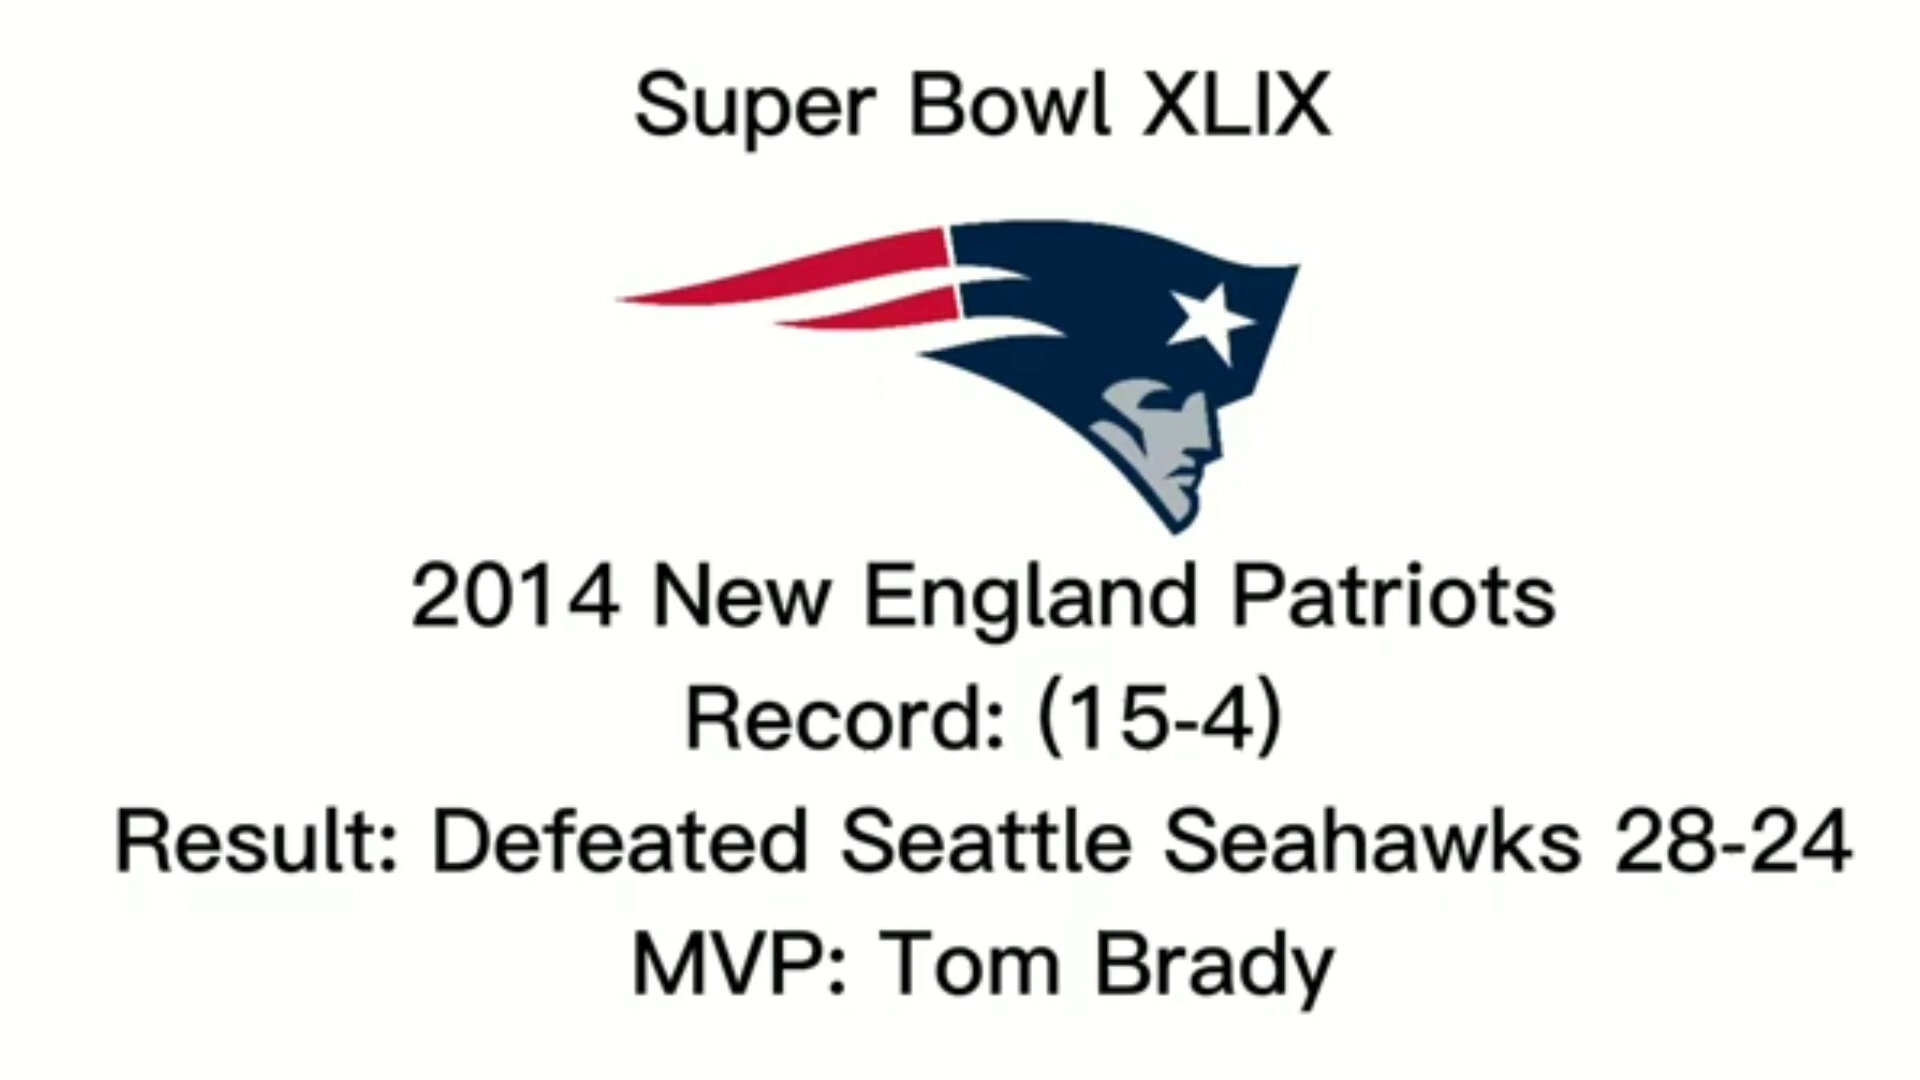 Super Bowl XLIX
2014 New England Patriots
Record: (15-4)
Result: Defeated Seattle Seahawks 28-24
MVP: Tom Brady